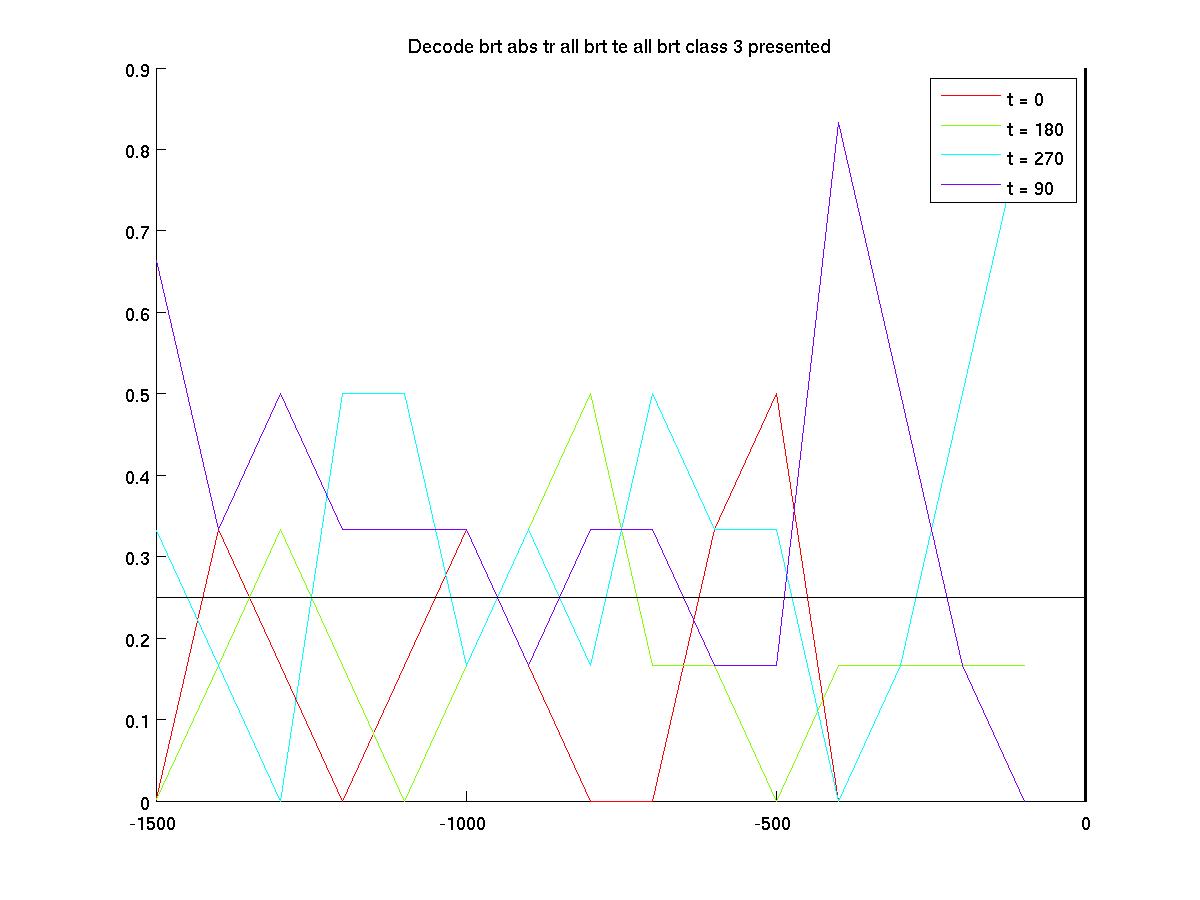 Decode brt abs tr all brt te all brt class 3 presented
0.9
0.8
0.7
0.6
0.5
0.4
0.3
0.2
0.1
0
-1500
-1000
-500
0
t = 0
t = 180
t = 270
t = 90